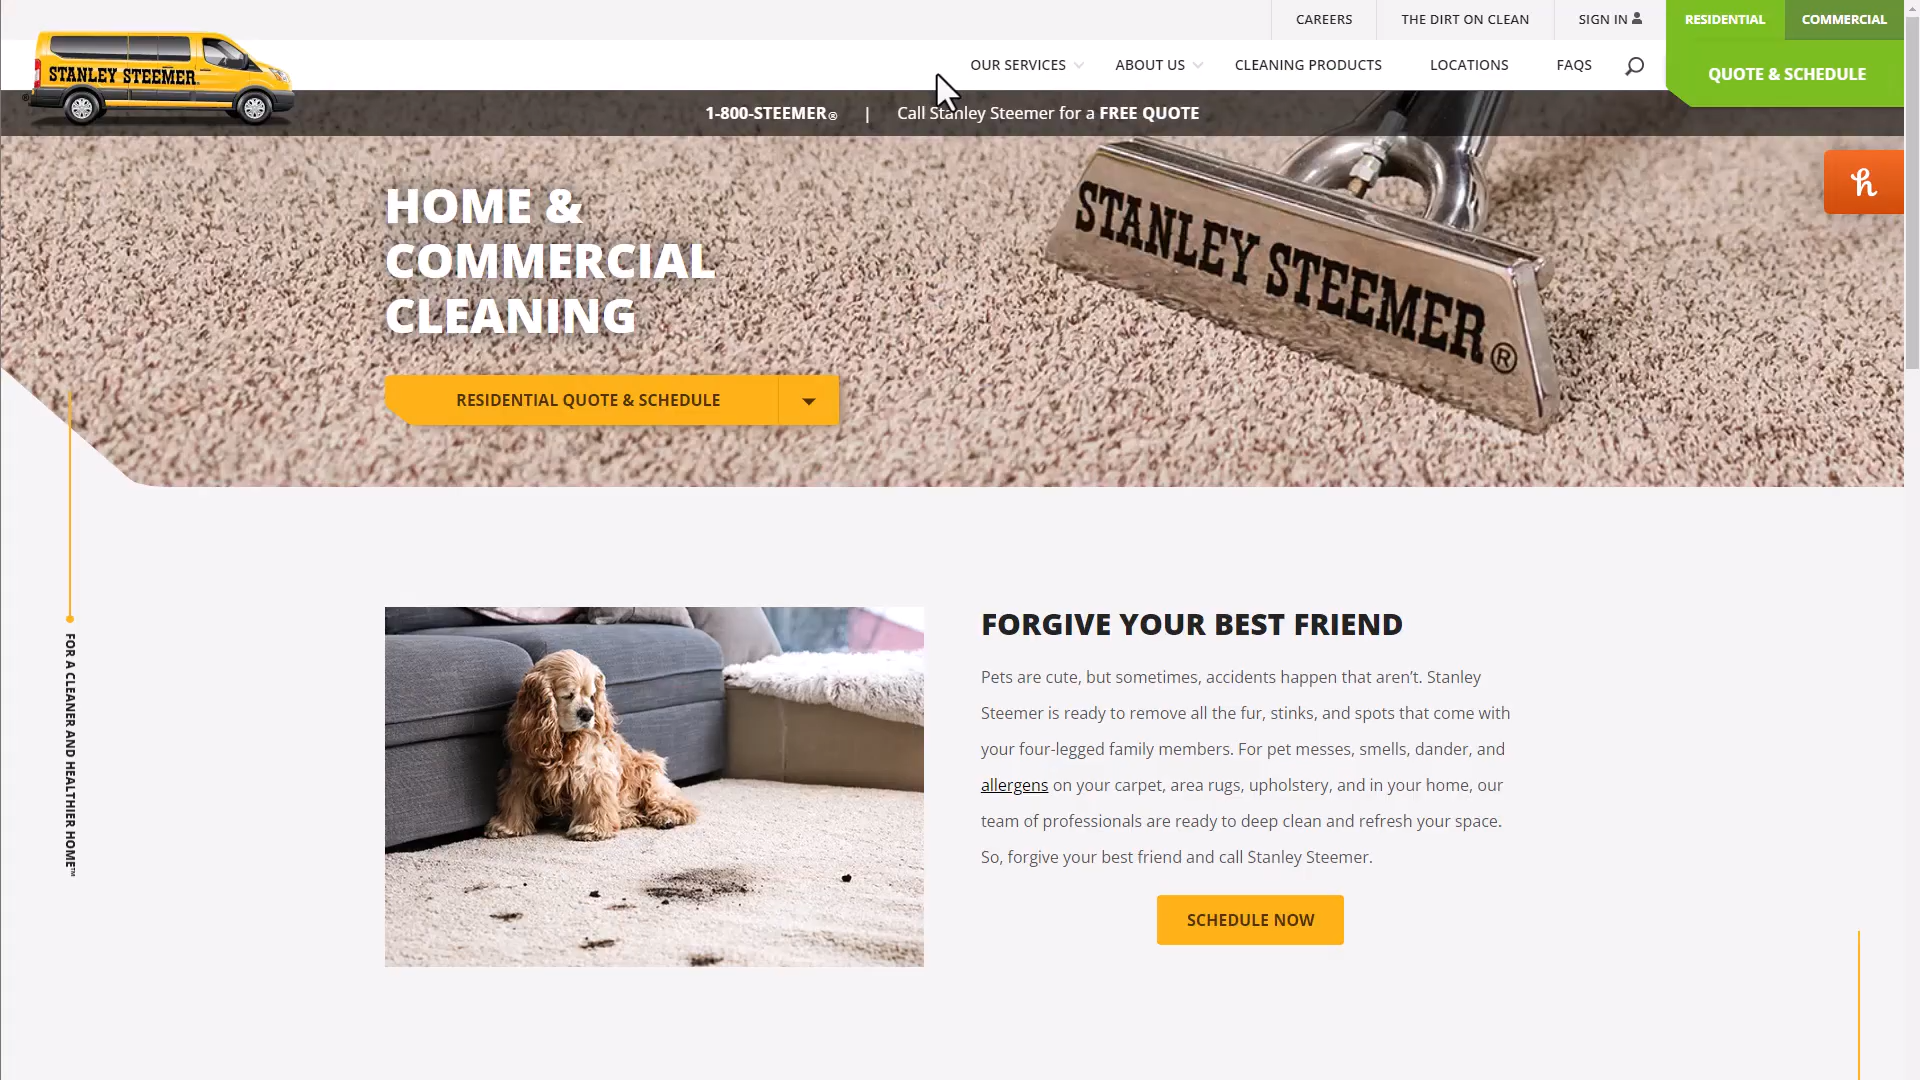 CAREERS
THE DIRT ON CLEAN
SIGN IN
RESIDENTIAL
COMMERCIAL
STANLEY STEEMER
OUR SERVICES
ABOUT US
CLEANING PRODUCTS
LOCATIONS
FAQS
QUOTE & SCHEDULE
1-800-STEEMER® | Call Stanley Steemer for a FREE QUOTE
HOME &
COMMERCIAL
CLEANING
STANLEY STEEMER®
h
RESIDENTIAL QUOTE & SCHEDULE
FOR A CLEANER AND HEALTHIER HOME™
FORGIVE YOUR BEST FRIEND
Pets are cute, but sometimes, accidents happen that aren’t. Stanley
Steemer is ready to remove all the fur, stinks, and spots that come with
your four-legged family members. For pet messes, smells, dander, and
allergens on your carpet, area rugs, upholstery, and in your home, our
team of professionals are ready to deep clean and refresh your space.
So, forgive your best friend and call Stanley Steemer.
SCHEDULE NOW